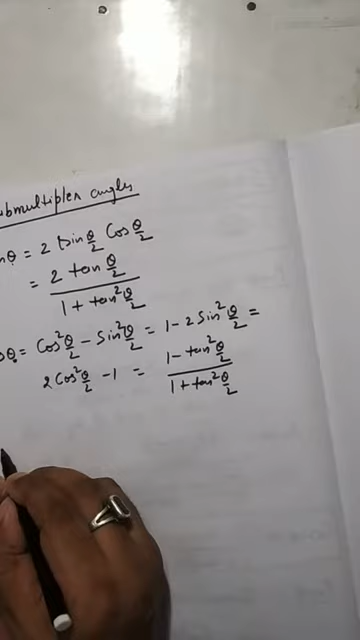 ubmultiples angles
nθ = 2 Sin θ/2 Cos θ/2
= 2 tan θ/2 / 1 + tan² θ/2
sθ = Cos² θ/2 - Sin² θ/2 = 1 - 2 Sin² θ/2 =
2 Cos² θ/2 - 1 = 1 - tan² θ/2 / 1 + tan² θ/2